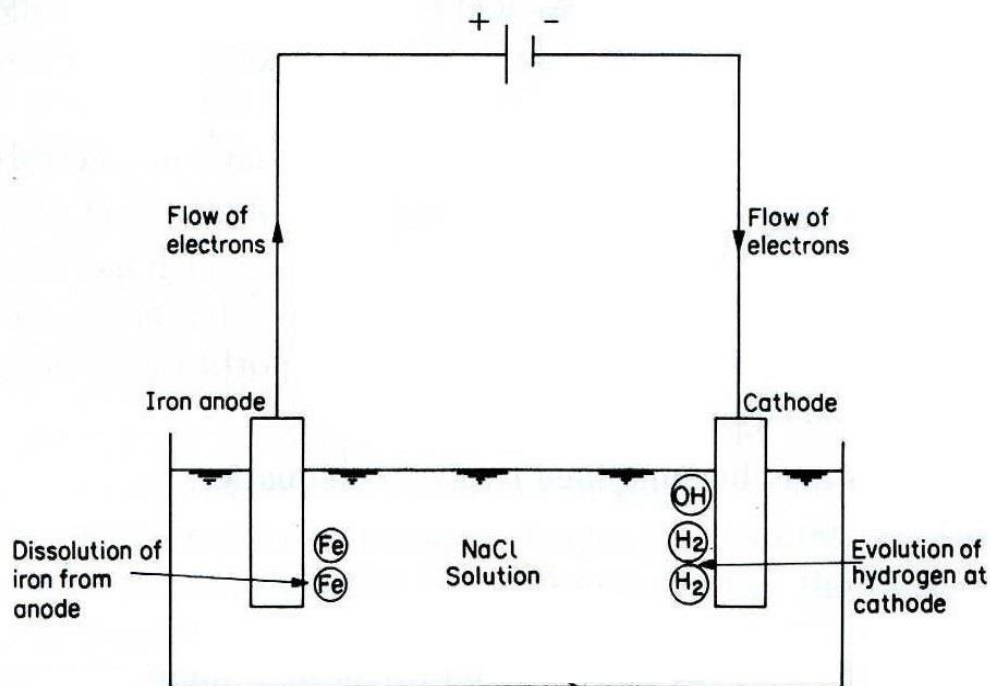 + −
Flow of
electrons
Flow of
electrons
Iron anode
Cathode
OH
Fe
H2
Fe
H2
NaCl
Solution
Dissolution of
iron from
anode
Evolution of
hydrogen at
cathode